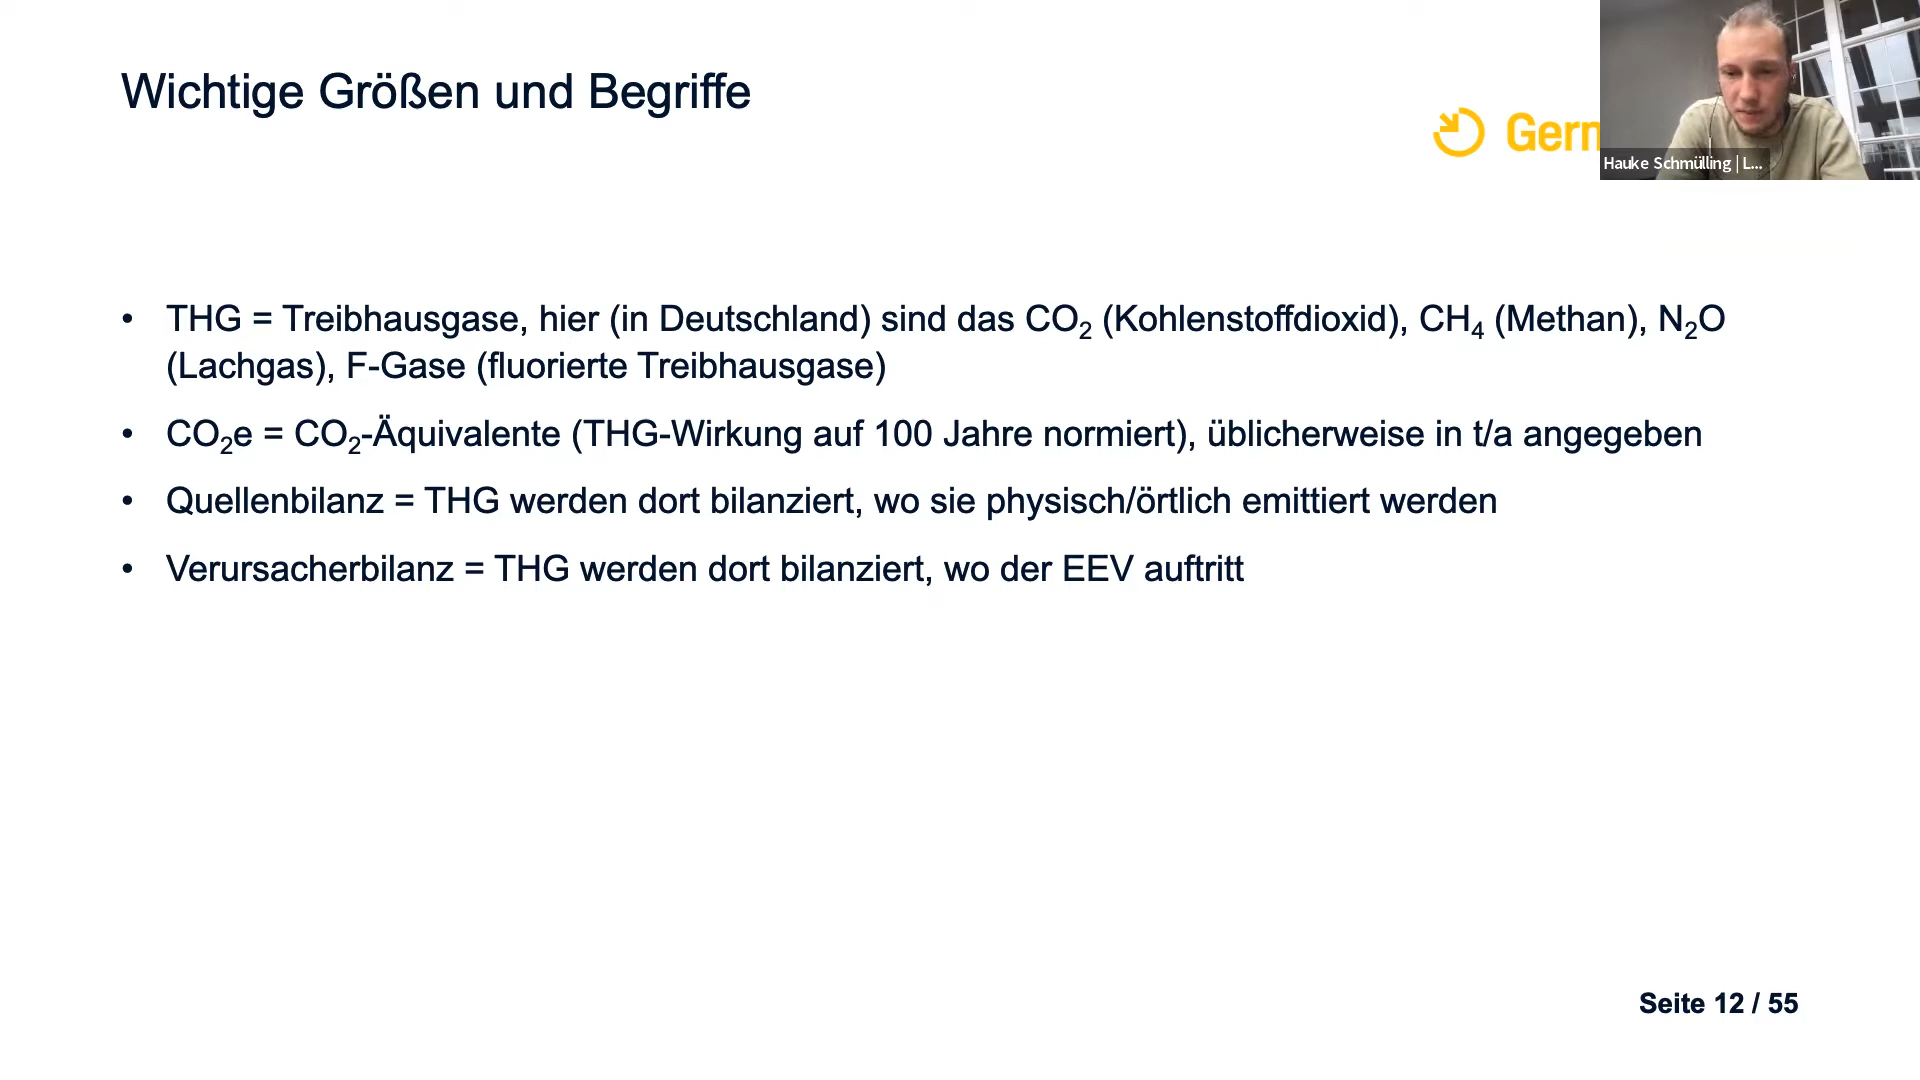 Wichtige Größen und Begriffe
Gern
Hauke Schmülling | L...
• THG = Treibhausgase, hier (in Deutschland) sind das CO₂ (Kohlenstoffdioxid), CH₄ (Methan), N₂O
(Lachgas), F-Gase (fluorierte Treibhausgase)
• CO₂e = CO₂-Äquivalente (THG-Wirkung auf 100 Jahre normiert), üblicherweise in t/a angegeben
• Quellenbilanz = THG werden dort bilanziert, wo sie physisch/örtlich emittiert werden
• Verursacherbilanz = THG werden dort bilanziert, wo der EEV auftritt
Seite 12 / 55